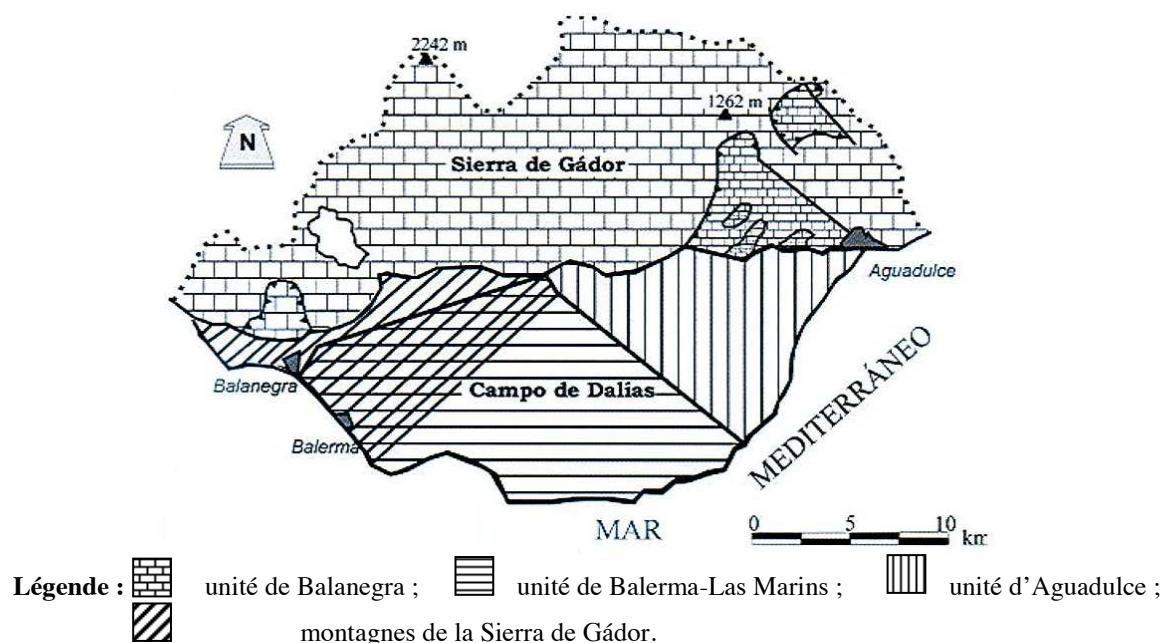 2242 m
1262 m
N
Sierra de Gádor
Aguadulce
Balanegra
Campo de Dalías
Balerma
MEDITERRÁNEO
MAR
0 5 10 km
Légende : unité de Balanegra ; unité de Balerma-Las Marins ; unité d’Aguadulce ;
montagnes de la Sierra de Gádor.